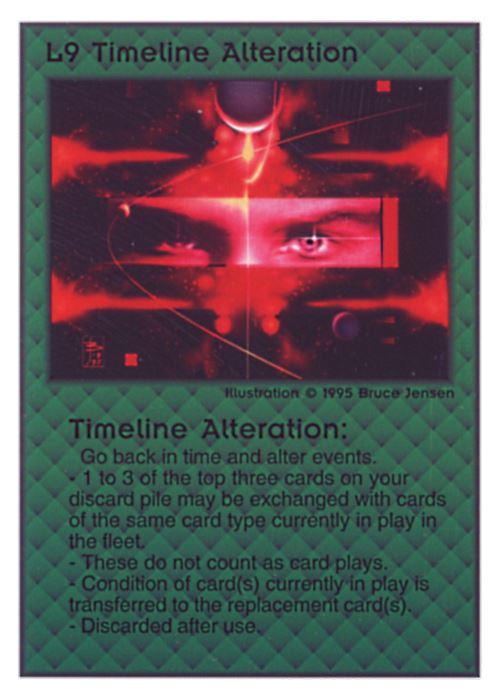 L9 Timeline Alteration
Illustration © 1995 Bruce Jensen
Timeline Alteration:
Go back in time and alter events.
- 1 to 3 of the top three cards on your
discard pile may be exchanged with cards
of the same card type currently in play in
the fleet.
- These do not count as card plays.
- Condition of card(s) currently in play is
transferred to the replacement card(s).
- Discarded after use.